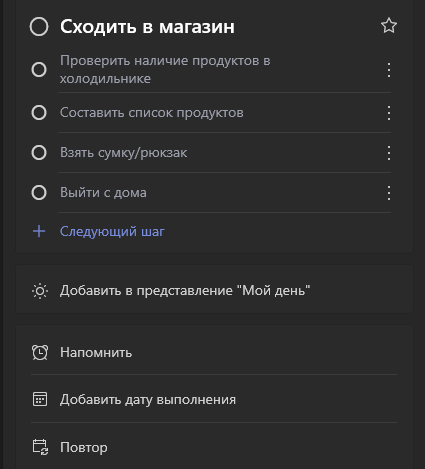 Сходить в магазин
Проверить наличие продуктов в
холодильнике
Составить список продуктов
Взять сумку/рюкзак
Выйти с дома
Следующий шаг
Добавить в представление "Мой день"
Напомнить
Добавить дату выполнения
Повтор